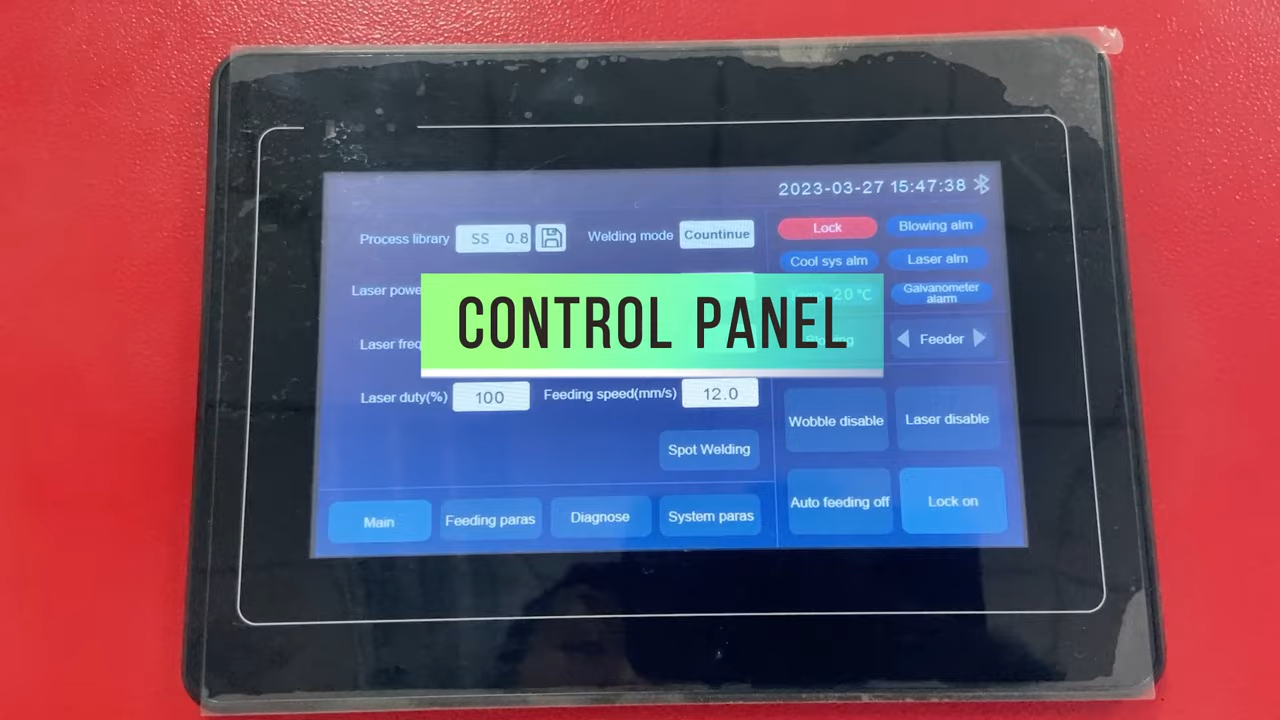 2023-03-27 15:47:38
Process library SS 0.8 Welding mode Countinue
Lock Blowing alm
Cool sys alm Laser alm
Laser
20℃
Galvanometer
alarm
CONTROL PANEL
Laser
Feeder
Laser duty(%) 100 Feeding speed(mm/s) 12.0
Wobble disable Laser disable
Spot Welding
Auto feeding off Lock on
Main Feeding paras Diagnose System paras